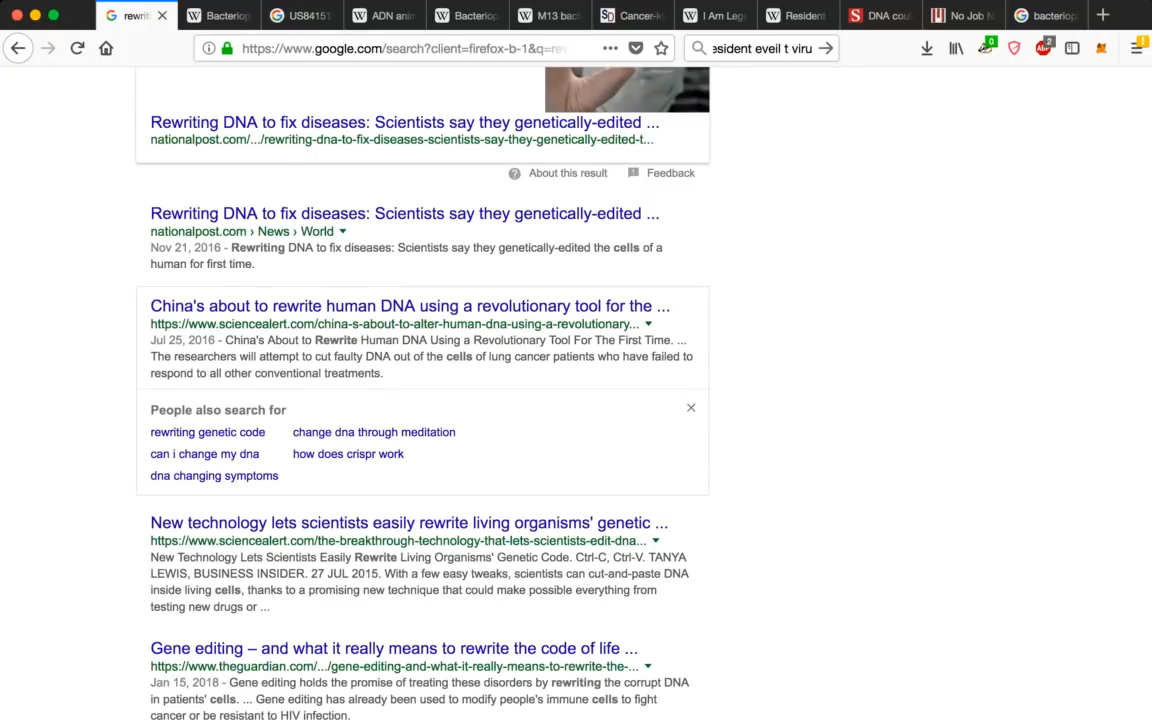 rewriti
Bacteriop
US84151
ADN anim
Bacteriop
M13 bac
Cancer-k
I Am Leg
Resident
DNA cou
No Job N
bacteriop
https://www.google.com/search?client=firefox-b-1&q=rev
esident eveil t viru
0
2
Rewriting DNA to fix diseases: Scientists say they genetically-edited ...
nationalpost.com/.../rewriting-dna-to-fix-diseases-scientists-say-they-genetically-edited-t...
About this result
Feedback
Rewriting DNA to fix diseases: Scientists say they genetically-edited ...
nationalpost.com › News › World
Nov 21, 2016 - Rewriting DNA to fix diseases: Scientists say they genetically-edited the cells of a
human for first time.
China's about to rewrite human DNA using a revolutionary tool for the ...
https://www.sciencealert.com/china-s-about-to-alter-human-dna-using-a-revolutionary...
Jul 25, 2016 - China's About to Rewrite Human DNA Using a Revolutionary Tool For The First Time. ...
The researchers will attempt to cut faulty DNA out of the cells of lung cancer patients who have failed to
respond to all other conventional treatments.
People also search for
rewriting genetic code
change dna through meditation
can i change my dna
how does crispr work
dna changing symptoms
New technology lets scientists easily rewrite living organisms' genetic ...
https://www.sciencealert.com/the-breakthrough-technology-that-lets-scientists-edit-dna...
New Technology Lets Scientists Easily Rewrite Living Organisms' Genetic Code. Ctrl-C, Ctrl-V. TANYA
LEWIS, BUSINESS INSIDER. 27 JUL 2015. With a few easy tweaks, scientists can cut-and-paste DNA
inside living cells, thanks to a promising new technique that could make possible everything from
testing new drugs or ...
Gene editing – and what it really means to rewrite the code of life ...
https://www.theguardian.com/.../gene-editing-and-what-it-really-means-to-rewrite-the-...
Jan 15, 2018 - Gene editing holds the promise of treating these disorders by rewriting the corrupt DNA
in patients' cells. ... Gene editing has already been used to modify people's immune cells to fight
cancer or be resistant to HIV infection.